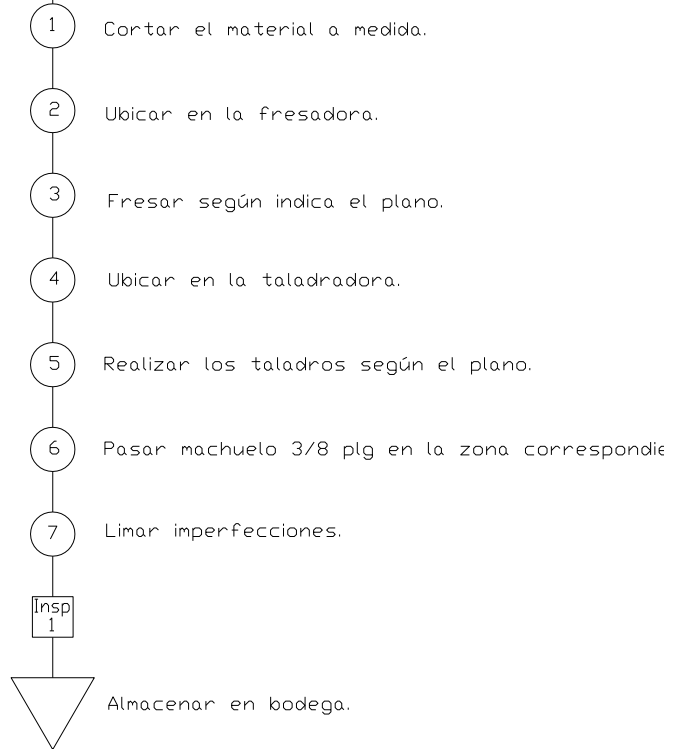 1 Cortar el material a medida.
2 Ubicar en la fresadora.
3 Fresar según indica el plano.
4 Ubicar en la taladradora.
5 Realizar los taladros según el plano.
6 Pasar machuelo 3/8 plg en la zona
7 Limar imperfecciones.
Insp
1
Almacenar en bodega.